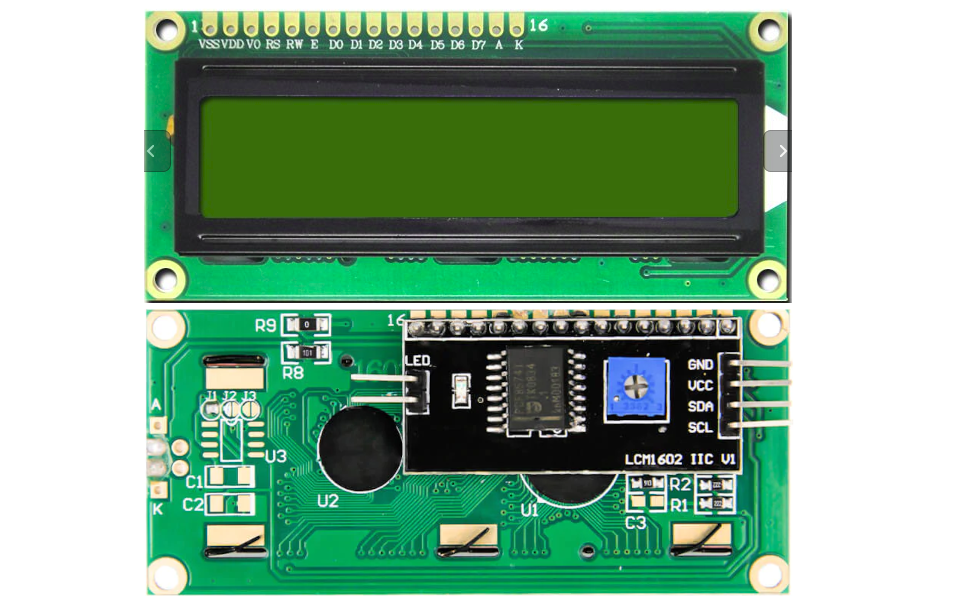 1 16
VSS VDD V0 RS RW E D0 D1 D2 D3 D4 D5 D6 D7 A K
R9 0 16
R8 101
LED
GND
VCC
SDA
SCL
J1 J2 J3
A
U3
C1
C2
K
U2
LCM1602 IIC V1
U1
R2
R1
C3